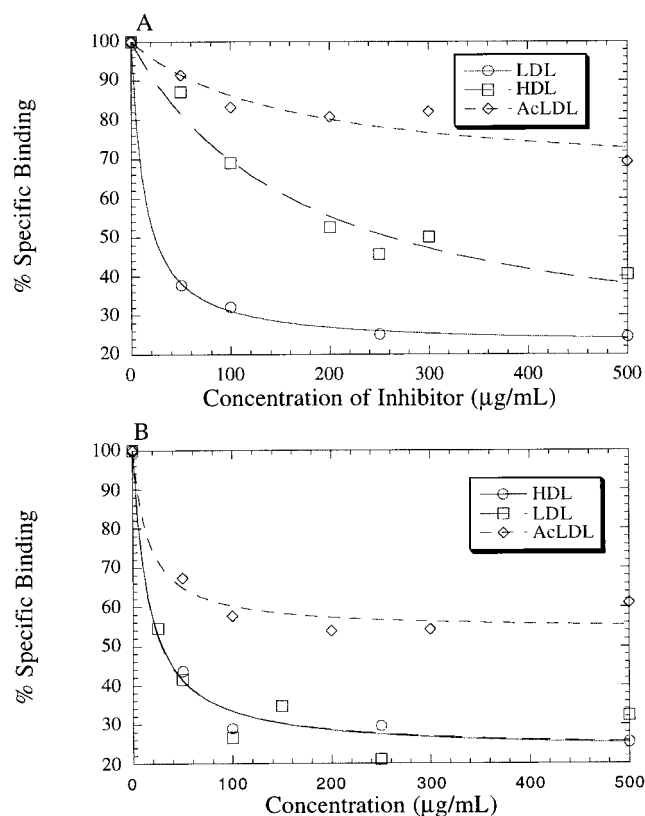 A
100
90
80
70
60
50
40
30
20
% Specific Binding
LDL
HDL
AcLDL
0 100 200 300 400 500
Concentration of Inhibitor (µg/mL)
B
100
90
80
70
60
50
40
30
20
% Specific Binding
HDL
LDL
AcLDL
0 100 200 300 400 500
Concentration (µg/mL)